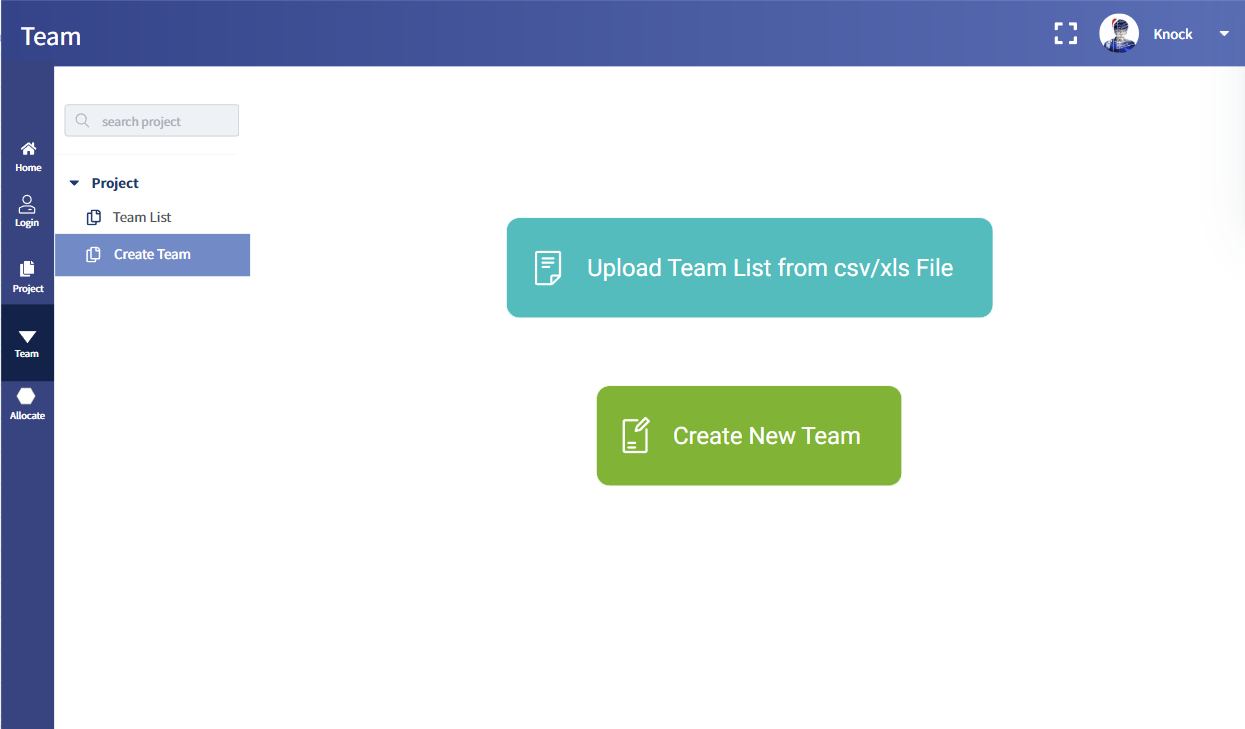 Team
Knock
Home
Login
Project
Team
Allocate
search project
Project
Team List
Create Team
Upload Team List from csv/xls File
Create New Team